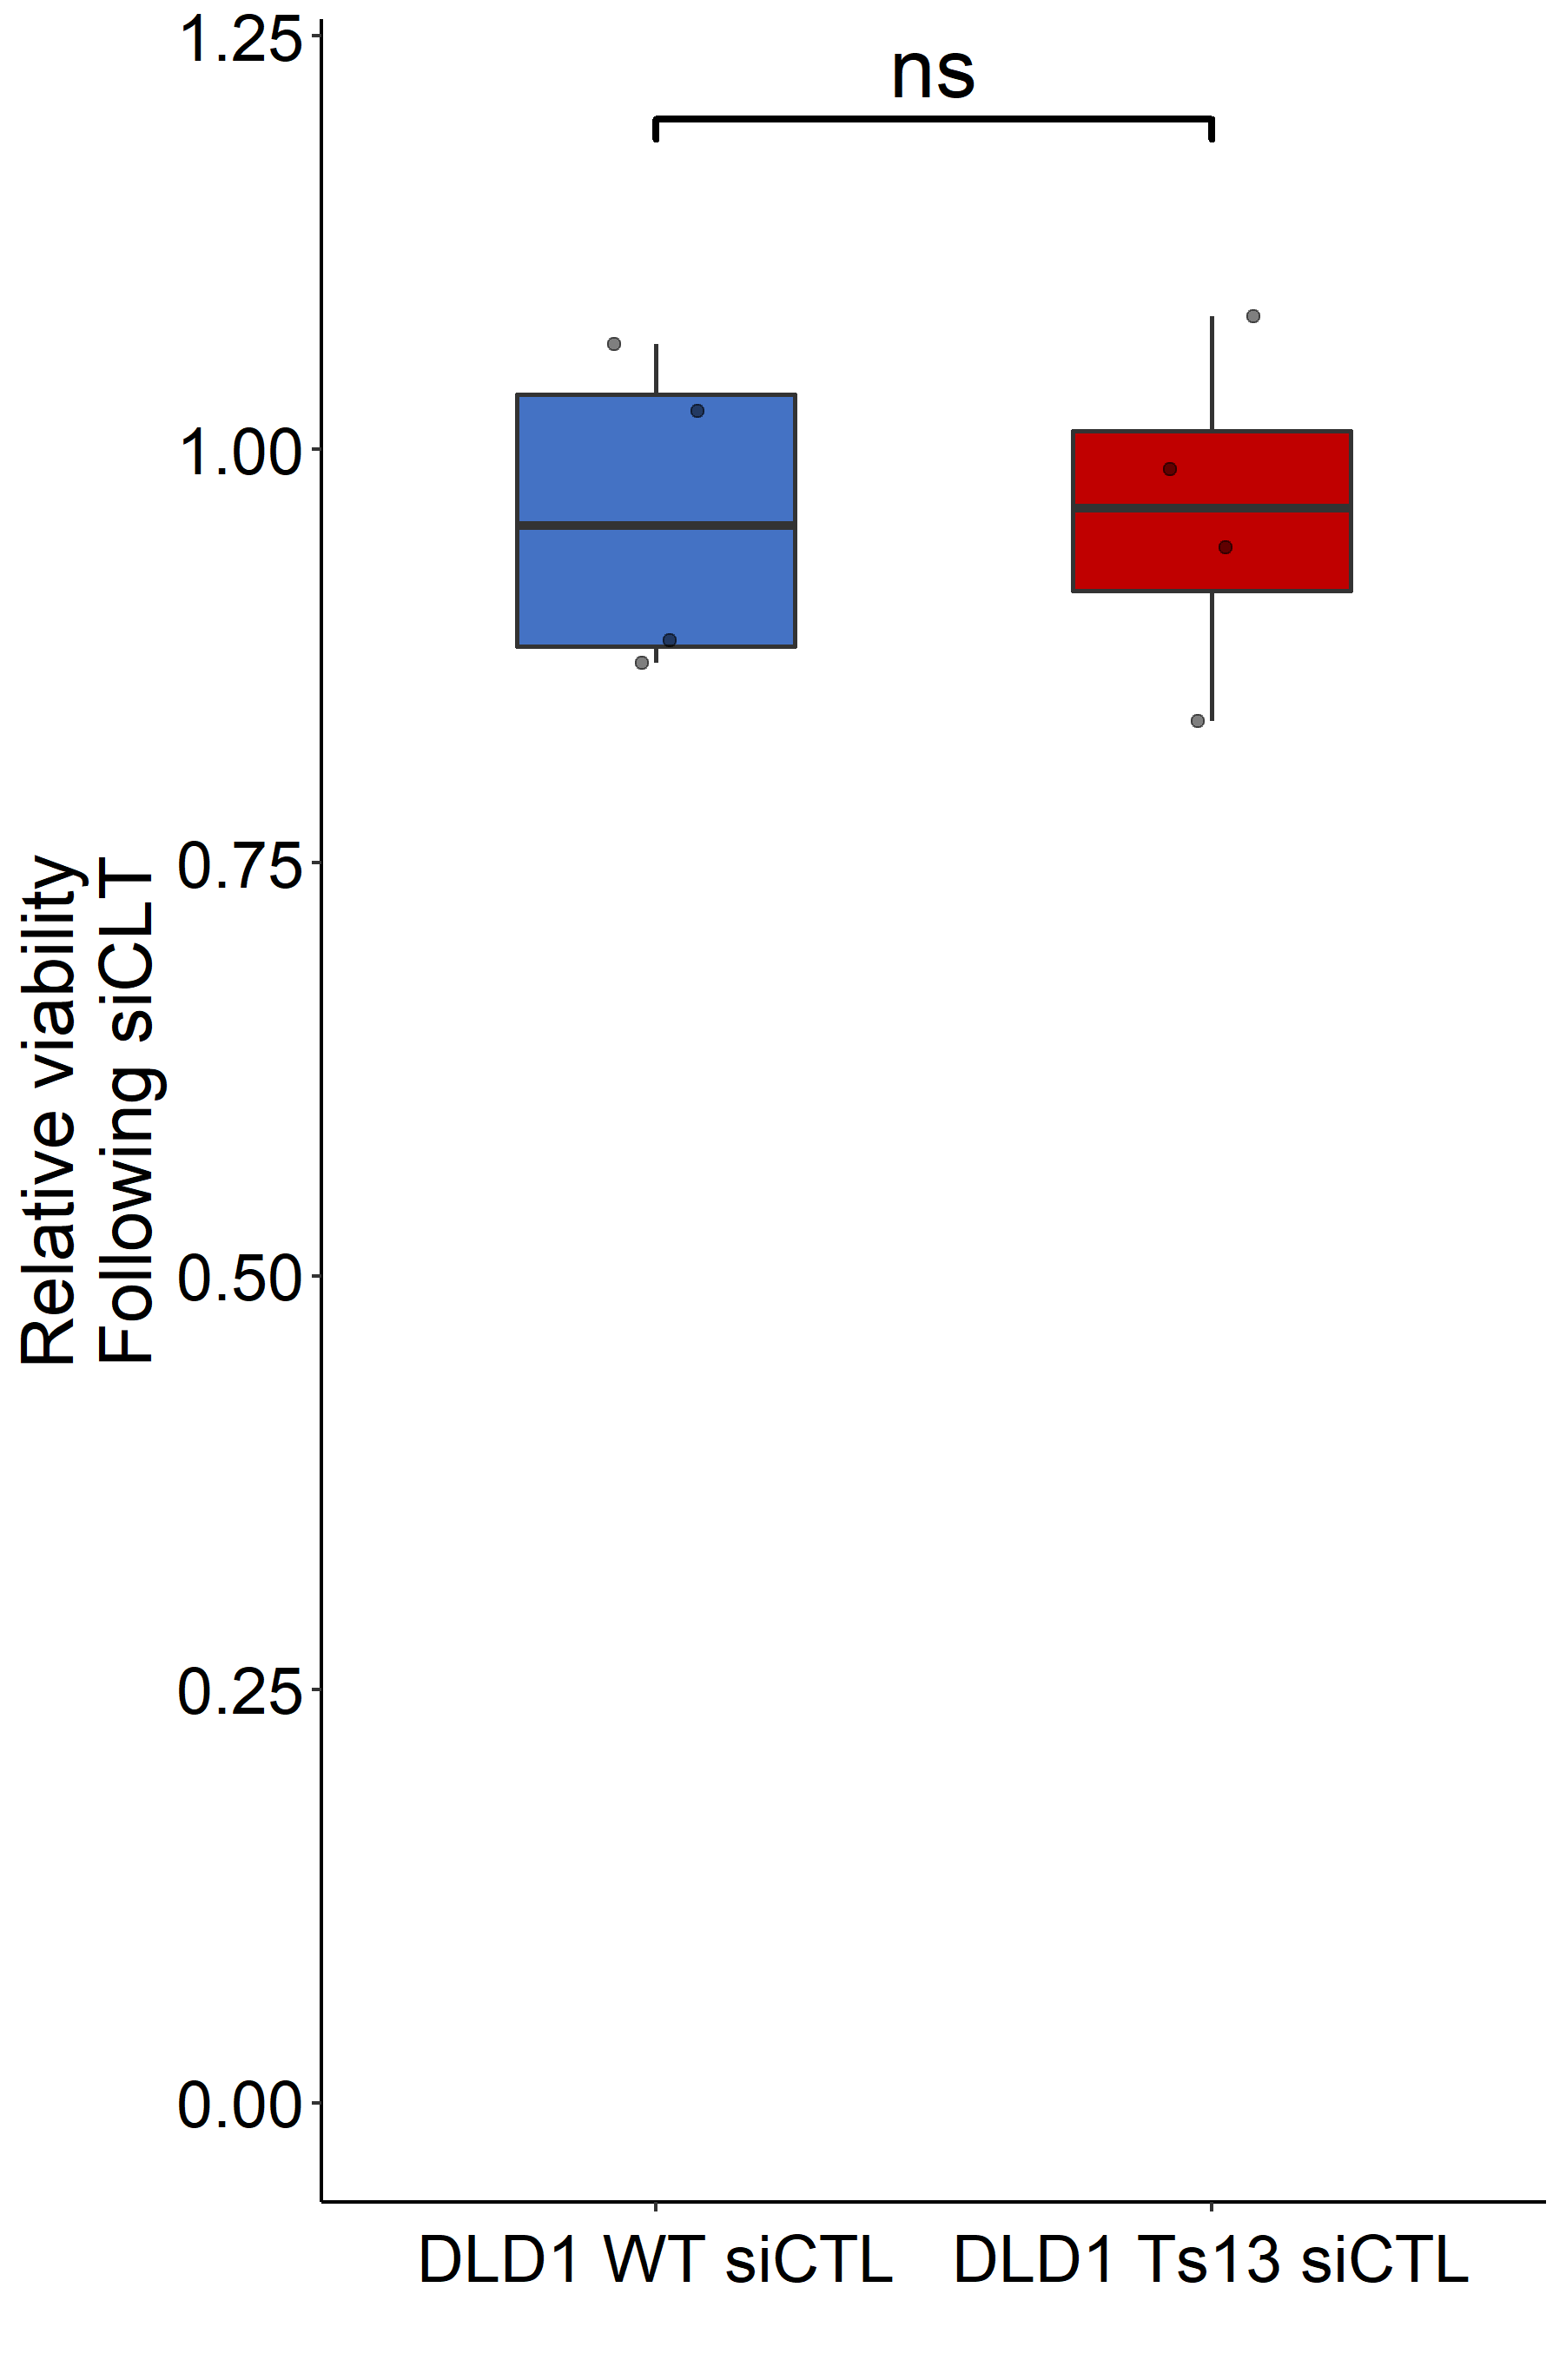 ns
1.25
1.00
0.75
0.50
0.25
0.00
Relative viability
Following siCLT
DLD1 WT siCTL
DLD1 Ts13 siCTL